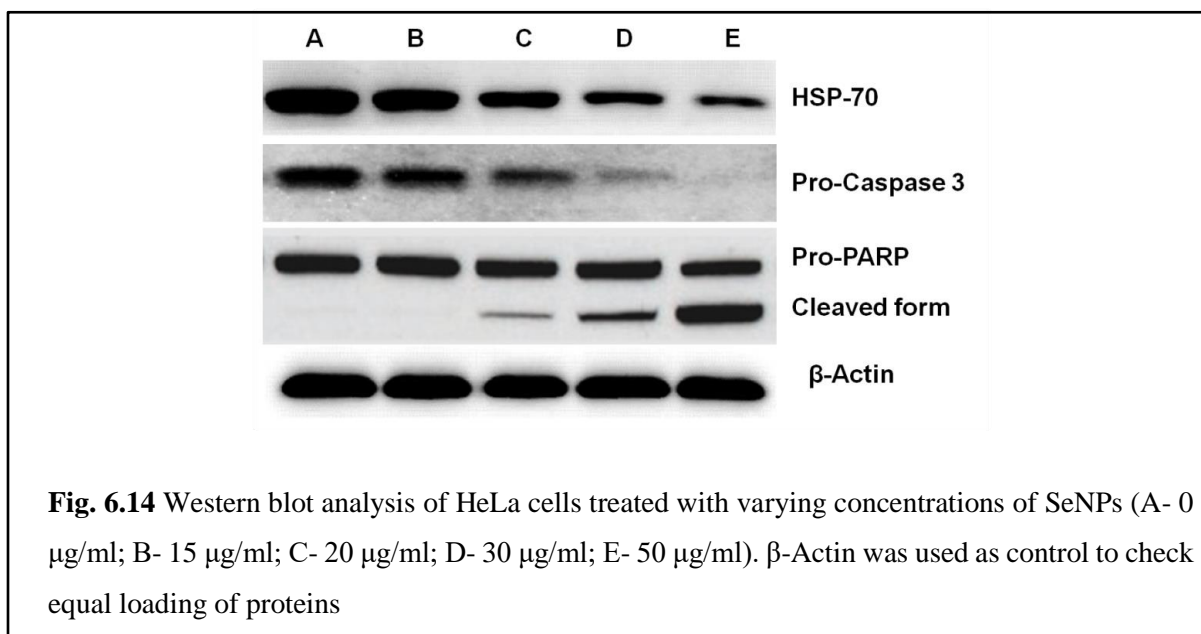 A B C D E
HSP-70
Pro-Caspase 3
Pro-PARP
Cleaved form
β-Actin
Fig. 6.14 Western blot analysis of HeLa cells treated with varying concentrations of SeNPs (A- 0
μg/ml; B- 15 μg/ml; C- 20 μg/ml; D- 30 μg/ml; E- 50 μg/ml). β-Actin was used as control to check
equal loading of proteins